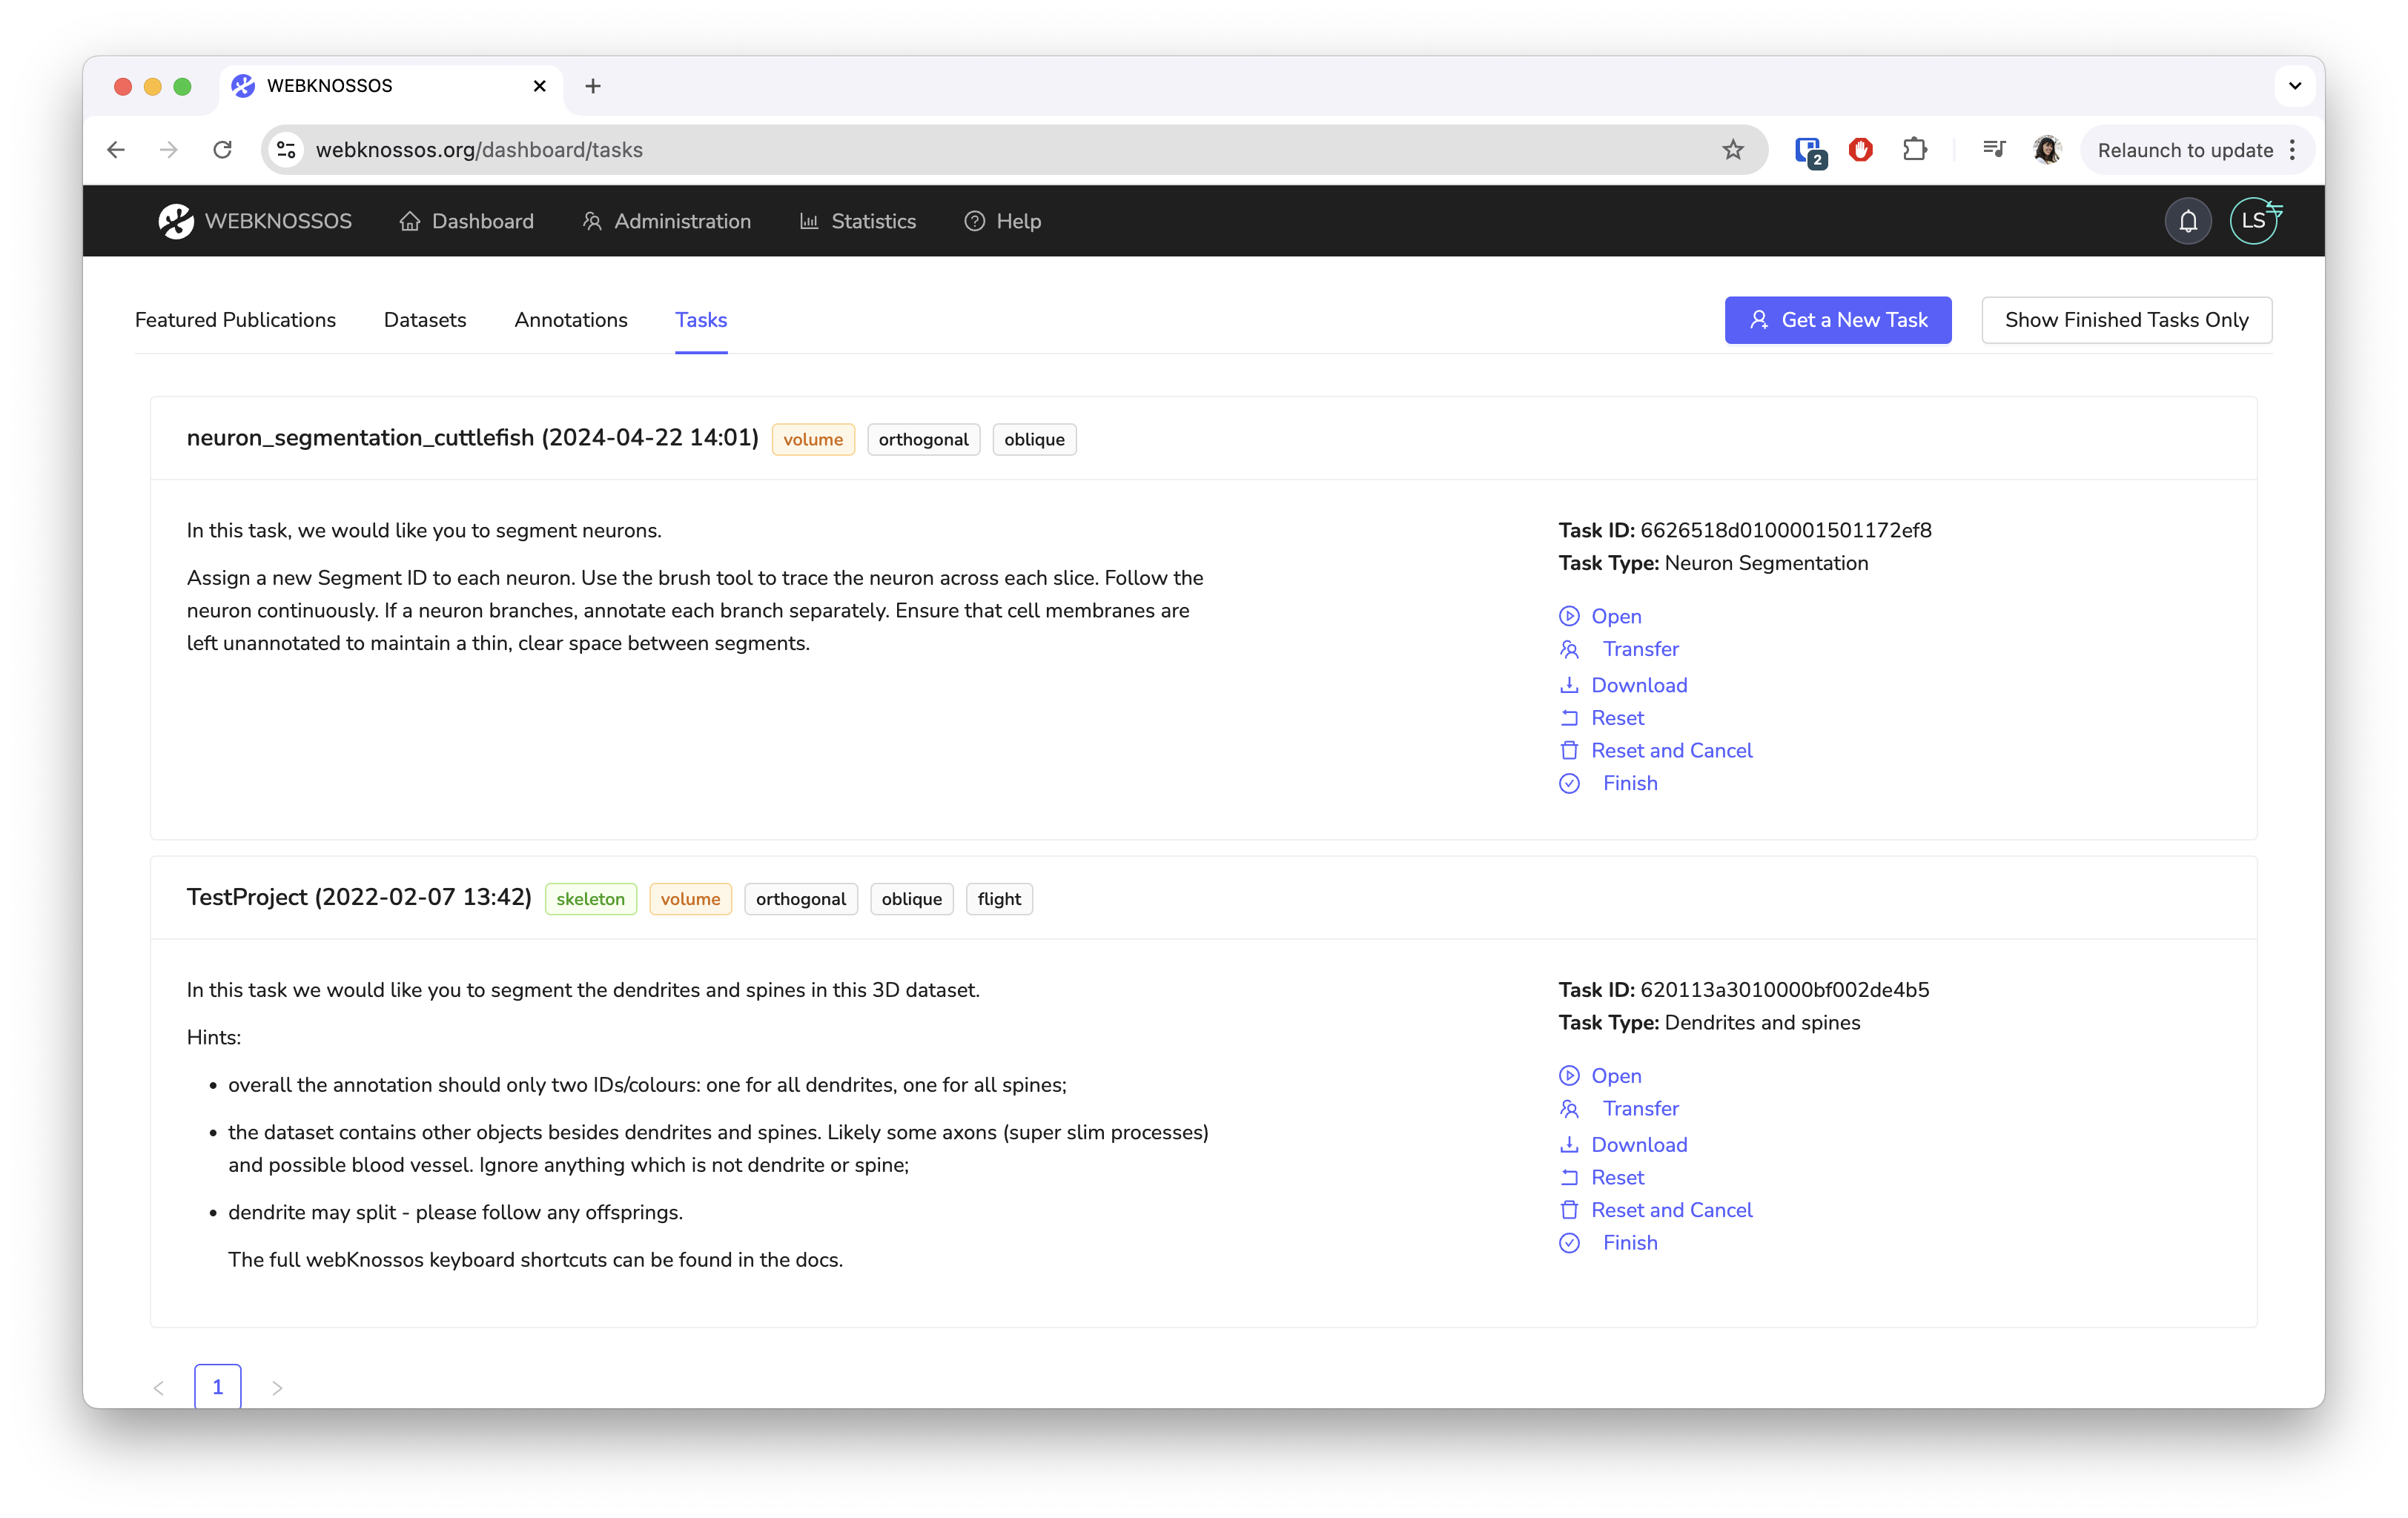 WEBKNOSSOS
webknossos.org/dashboard/tasks
2
Relaunch to update
WEBKNOSSOS Dashboard Administration Statistics Help LS
Featured Publications Datasets Annotations Tasks Get a New Task Show Finished Tasks Only
neuron_segmentation_cuttlefish (2024-04-22 14:01) volume orthogonal oblique
In this task, we would like you to segment neurons.
Assign a new Segment ID to each neuron. Use the brush tool to trace the neuron across each slice. Follow the
neuron continuously. If a neuron branches, annotate each branch separately. Ensure that cell membranes are
left unannotated to maintain a thin, clear space between segments.
Task ID: 6626518d0100001501172ef8
Task Type: Neuron Segmentation
Open
Transfer
Download
Reset
Reset and Cancel
Finish
TestProject (2022-02-07 13:42) skeleton volume orthogonal oblique flight
In this task we would like you to segment the dendrites and spines in this 3D dataset.
Hints:
• overall the annotation should only two IDs/colours: one for all dendrites, one for all spines;
• the dataset contains other objects besides dendrites and spines. Likely some axons (super slim processes)
and possible blood vessel. Ignore anything which is not dendrite or spine;
• dendrite may split - please follow any offsprings.
The full webKnossos keyboard shortcuts can be found in the docs.
Task ID: 620113a3010000bf002de4b5
Task Type: Dendrites and spines
Open
Transfer
Download
Reset
Reset and Cancel
Finish
1